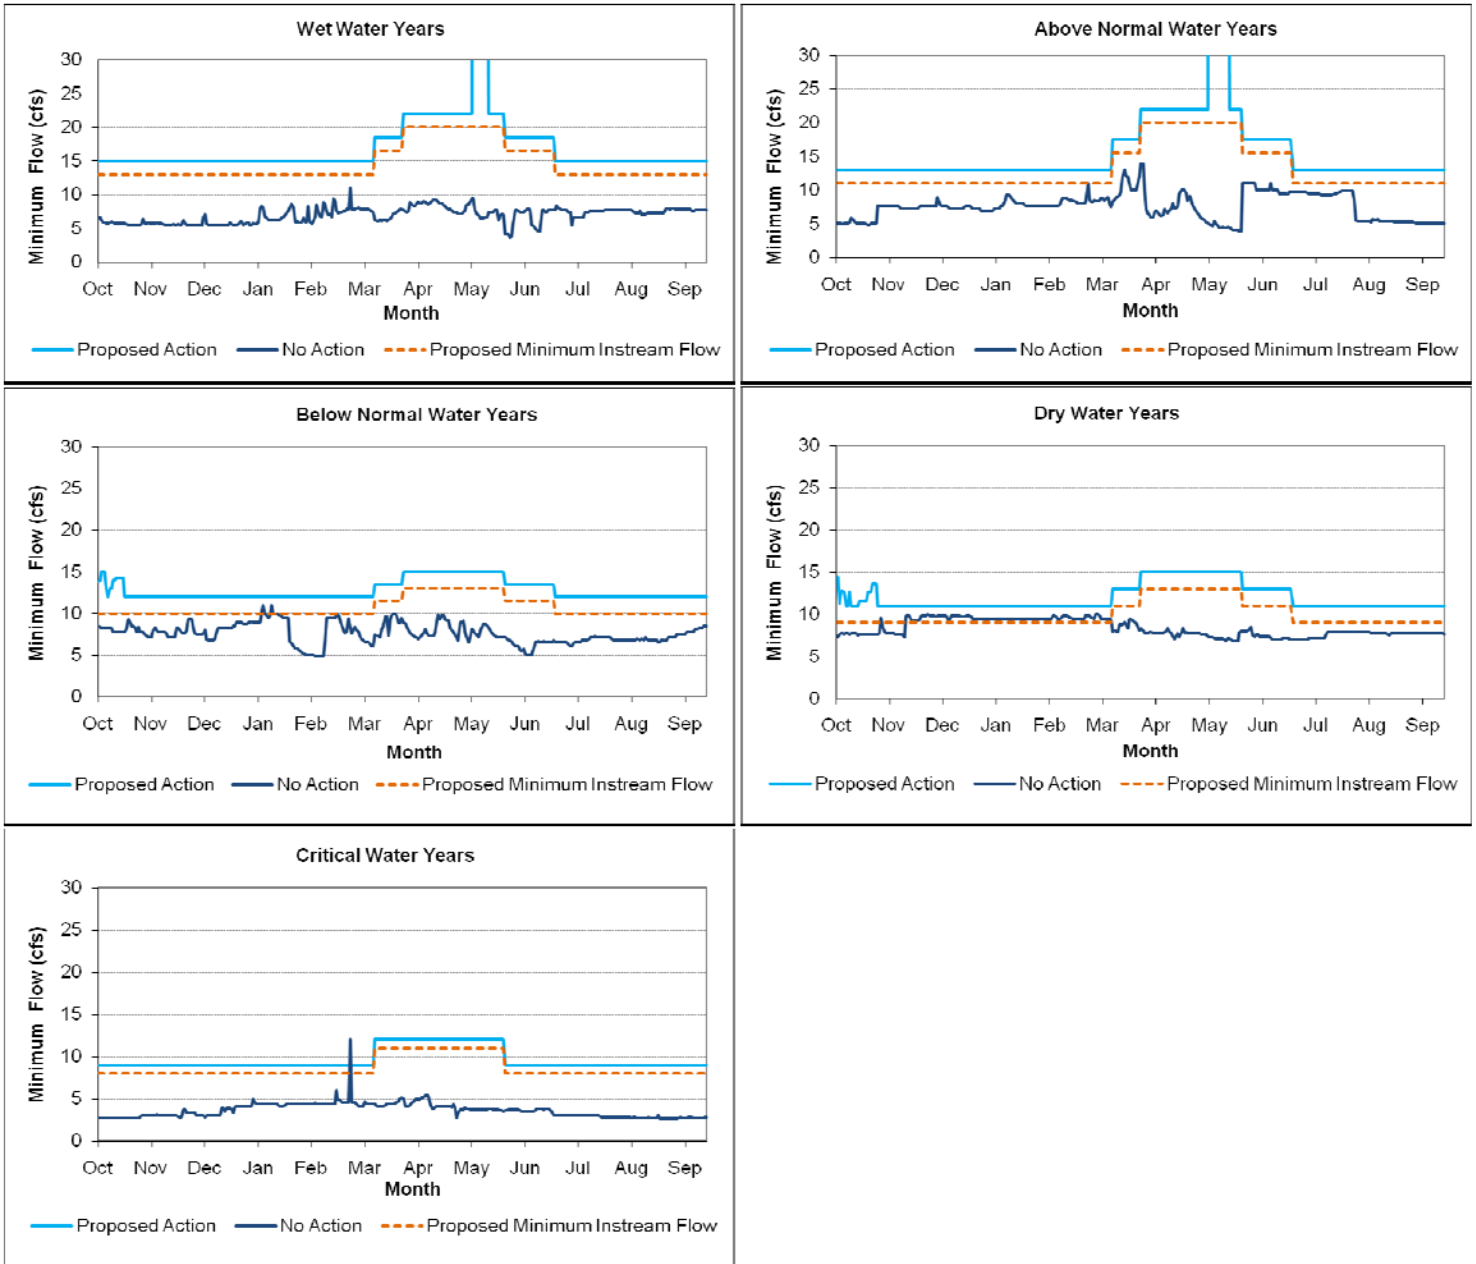 Wet Water Years
Minimum Flow (cfs)
30
25
20
15
10
5
0
Oct Nov Dec Jan Feb Mar Apr May Jun Jul Aug Sep
Month
Proposed Action No Action Proposed Minimum Instream Flow
Above Normal Water Years
Minimum Flow (cfs)
30
25
20
15
10
5
0
Oct Nov Dec Jan Feb Mar Apr May Jun Jul Aug Sep
Month
Proposed Action No Action Proposed Minimum Instream Flow
Below Normal Water Years
Minimum Flow (cfs)
30
25
20
15
10
5
0
Oct Nov Dec Jan Feb Mar Apr May Jun Jul Aug Sep
Month
Proposed Action No Action Proposed Minimum Instream Flow
Dry Water Years
Minimum Flow (cfs)
30
25
20
15
10
5
0
Oct Nov Dec Jan Feb Mar Apr May Jun Jul Aug Sep
Month
Proposed Action No Action Proposed Minimum Instream Flow
Critical Water Years
Minimum Flow (cfs)
30
25
20
15
10
5
0
Oct Nov Dec Jan Feb Mar Apr May Jun Jul Aug Sep
Month
Proposed Action No Action Proposed Minimum Instream Flow